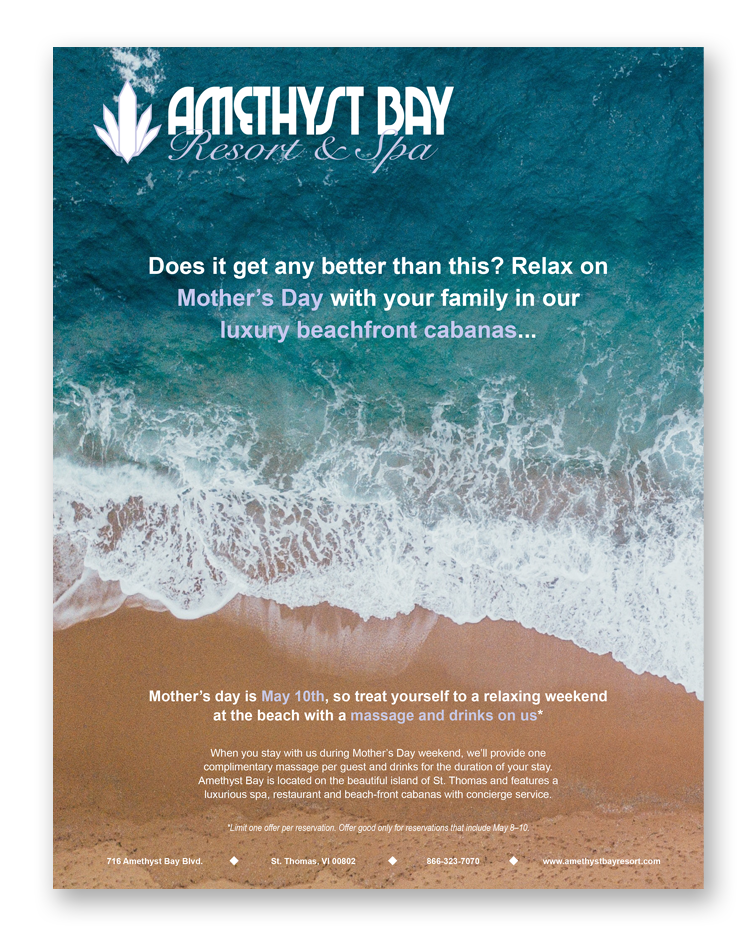 AMETHYST BAY
Resort & Spa
Does it get any better than this? Relax on
Mother’s Day with your family in our
luxury beachfront cabanas...
Mother’s day is May 10th, so treat yourself to a relaxing weekend
at the beach with a massage and drinks on us*
When you stay with us during Mother’s Day weekend, we’ll provide one
complimentary massage per guest and drinks for the duration of your stay.
Amethyst Bay is located on the beautiful island of St. Thomas and features a
luxurious spa, restaurant and beach-front cabanas with concierge service.
*Limit one offer per reservation. Offer good only for reservations that include May 8–10.
716 Amethyst Bay Blvd. ◆ St. Thomas, VI 00802 ◆ 866-323-7070 ◆ www.amethystbayresort.com